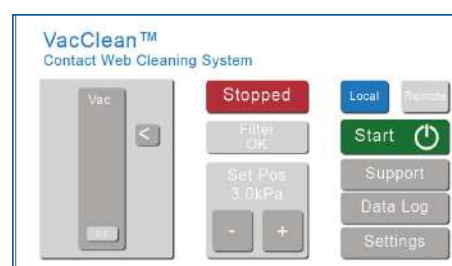 VacClean™
Contact Web Cleaning System
Vac
<
Stopped
Filter
OK
Set Pos
3.0kPa
-
+
Local
Remote
Start
Support
Data Log
Settings